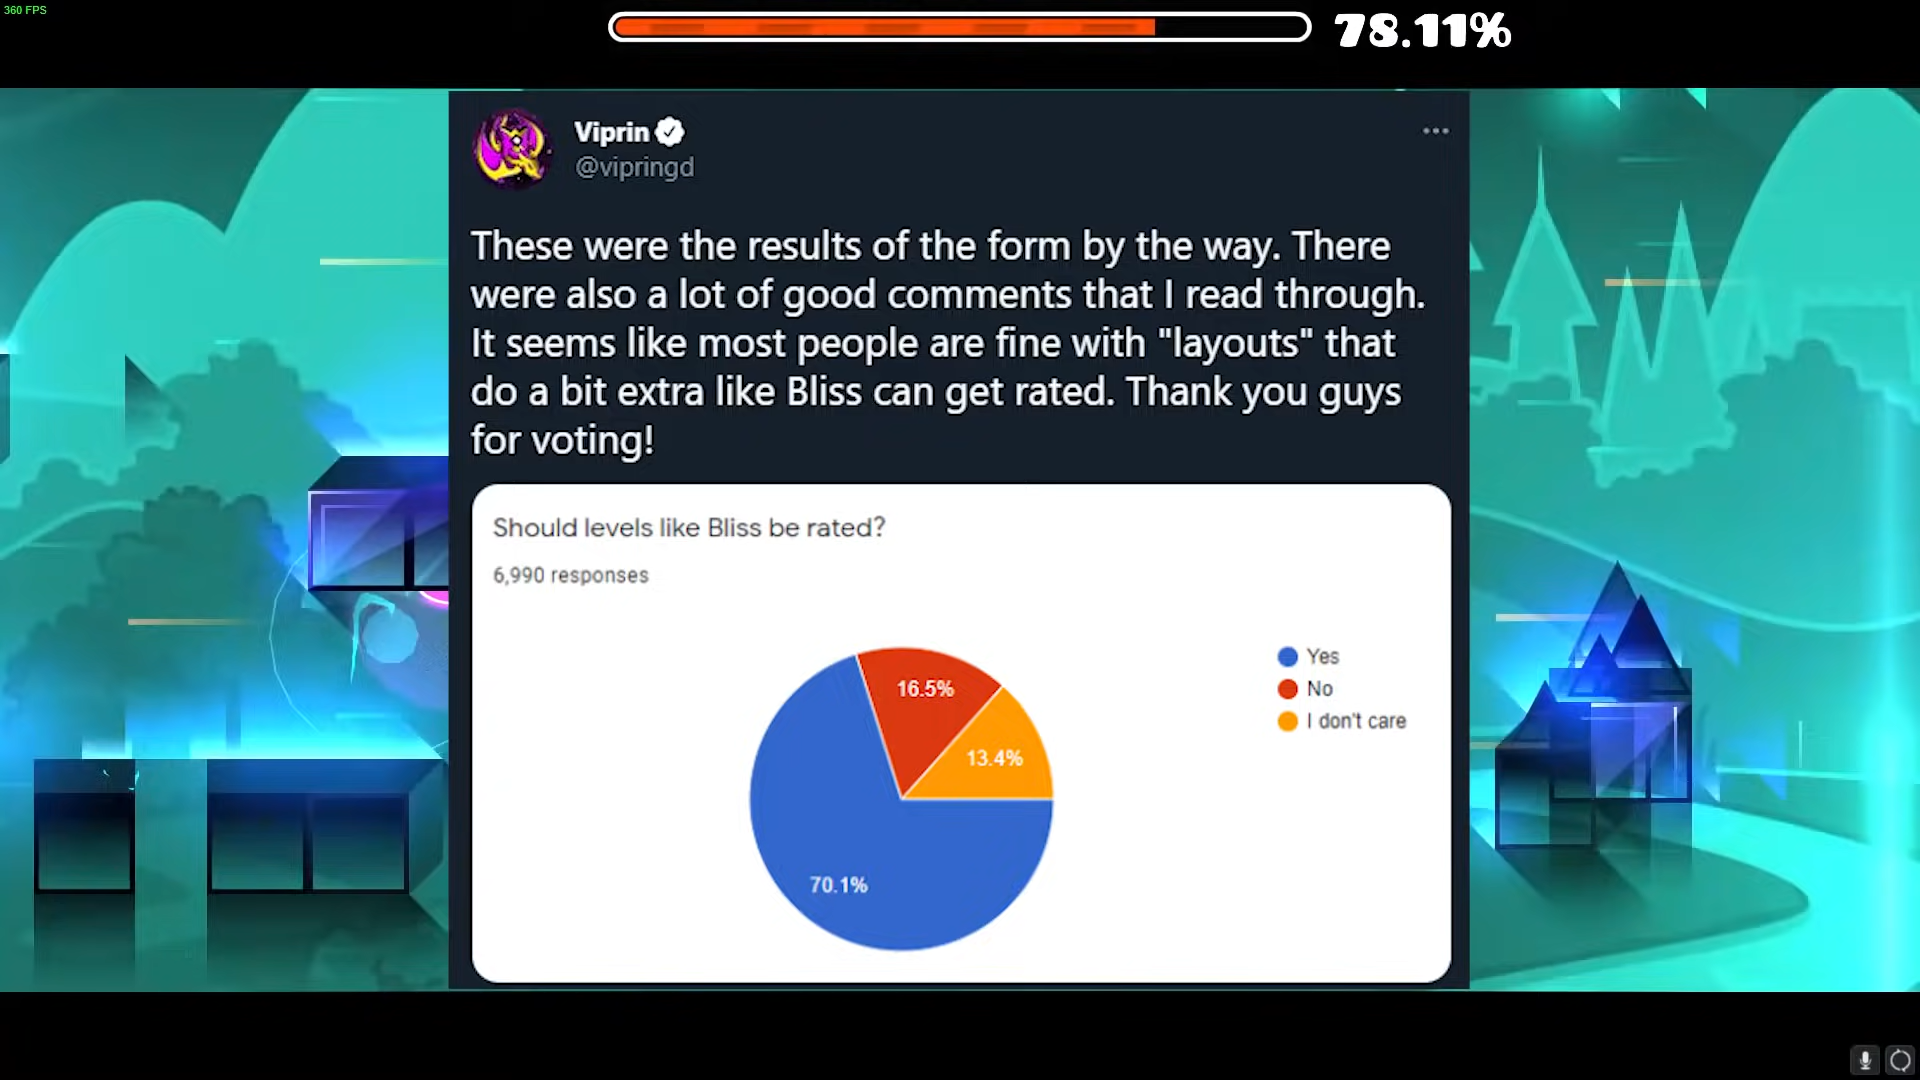 360 FPS
78.11%
Viprin
@vipringd
These were the results of the form by the way. There
were also a lot of good comments that I read through.
It seems like most people are fine with "layouts" that
do a bit extra like Bliss can get rated. Thank you guys
for voting!
Should levels like Bliss be rated?
6,990 responses
Yes
No
I don't care
16.5%
13.4%
70.1%